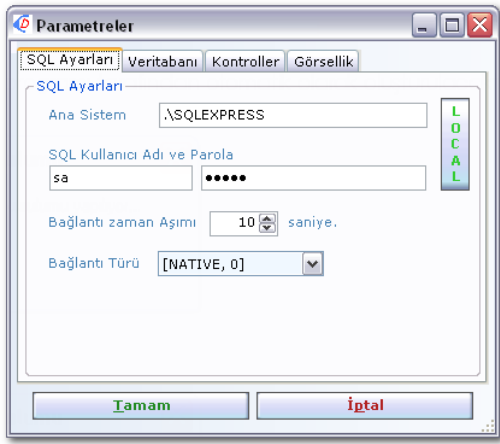 Parametreler
SQL Ayarları Veritabanı Kontroller Görsellik
SQL Ayarları
Ana Sistem .\SQLEXPRESS
LOCAL
SQL Kullanıcı Adı ve Parola
sa •••••
Bağlantı zaman Aşımı 10 saniye.
Bağlantı Türü [NATIVE, 0]
Tamam İptal